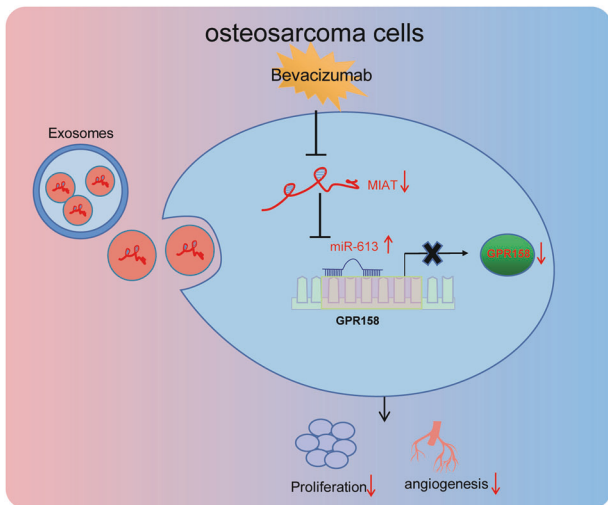 osteosarcoma cells
Bevacizumab
Exosomes
MIAT
miR-613
GPR158
GPR158
Proliferation
angiogenesis